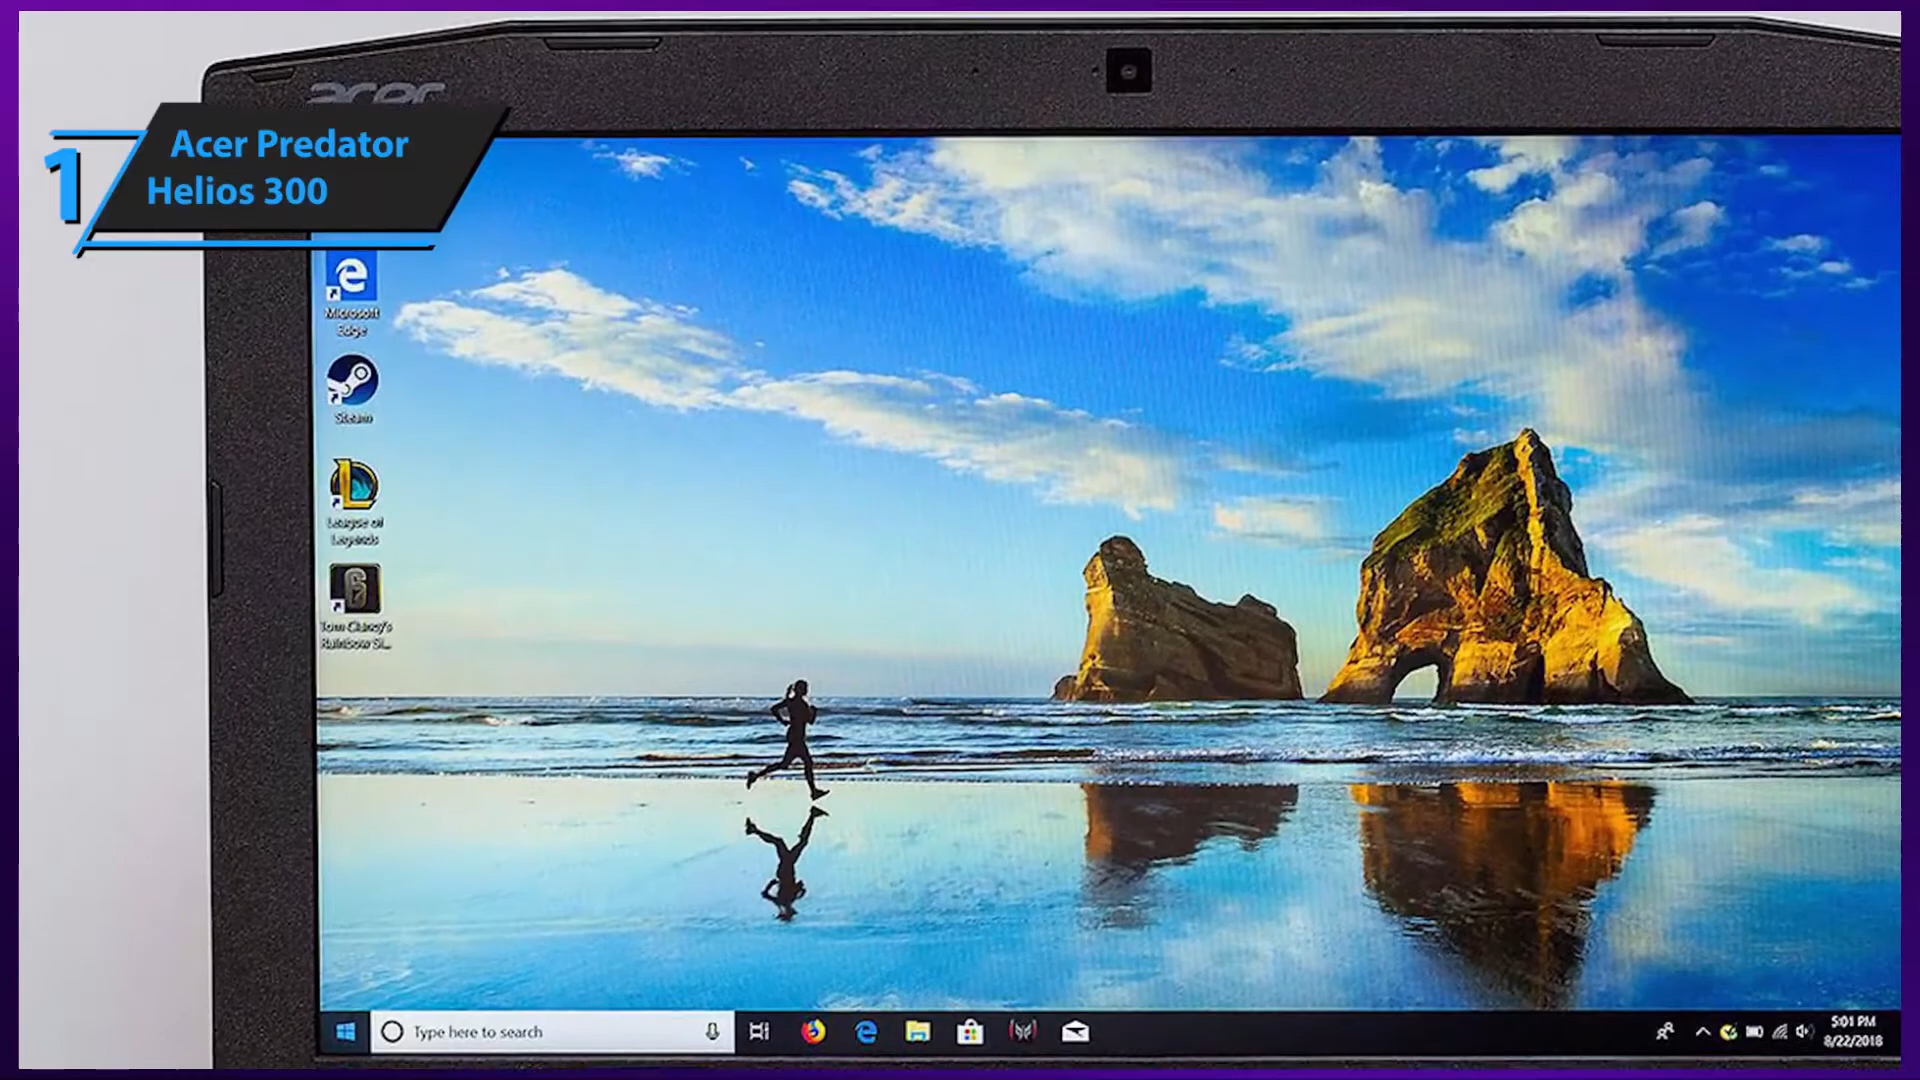 acer
1
Acer Predator
Helios 300
Microsoft
Edge
Steam
League of
Legends
Tom Clancy's
Rainbow Si...
Type here to search
5:01 PM
8/22/2018